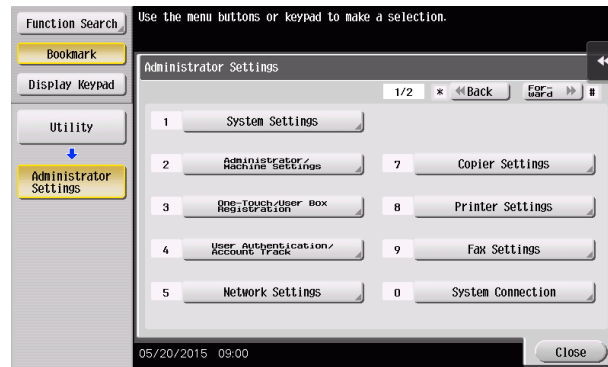 Function Search
Use the menu buttons or keypad to make a selection.
Bookmark
Display Keypad
Utility
Administrator
Settings
Administrator Settings
1/2 * Back For-
ward #
1 System Settings
2 Administrator/
Machine Settings
3 One-Touch/User Box
Registration
4 User Authentication/
Account Track
5 Network Settings
7 Copier Settings
8 Printer Settings
9 Fax Settings
0 System Connection
05/20/2015 09:00
Close